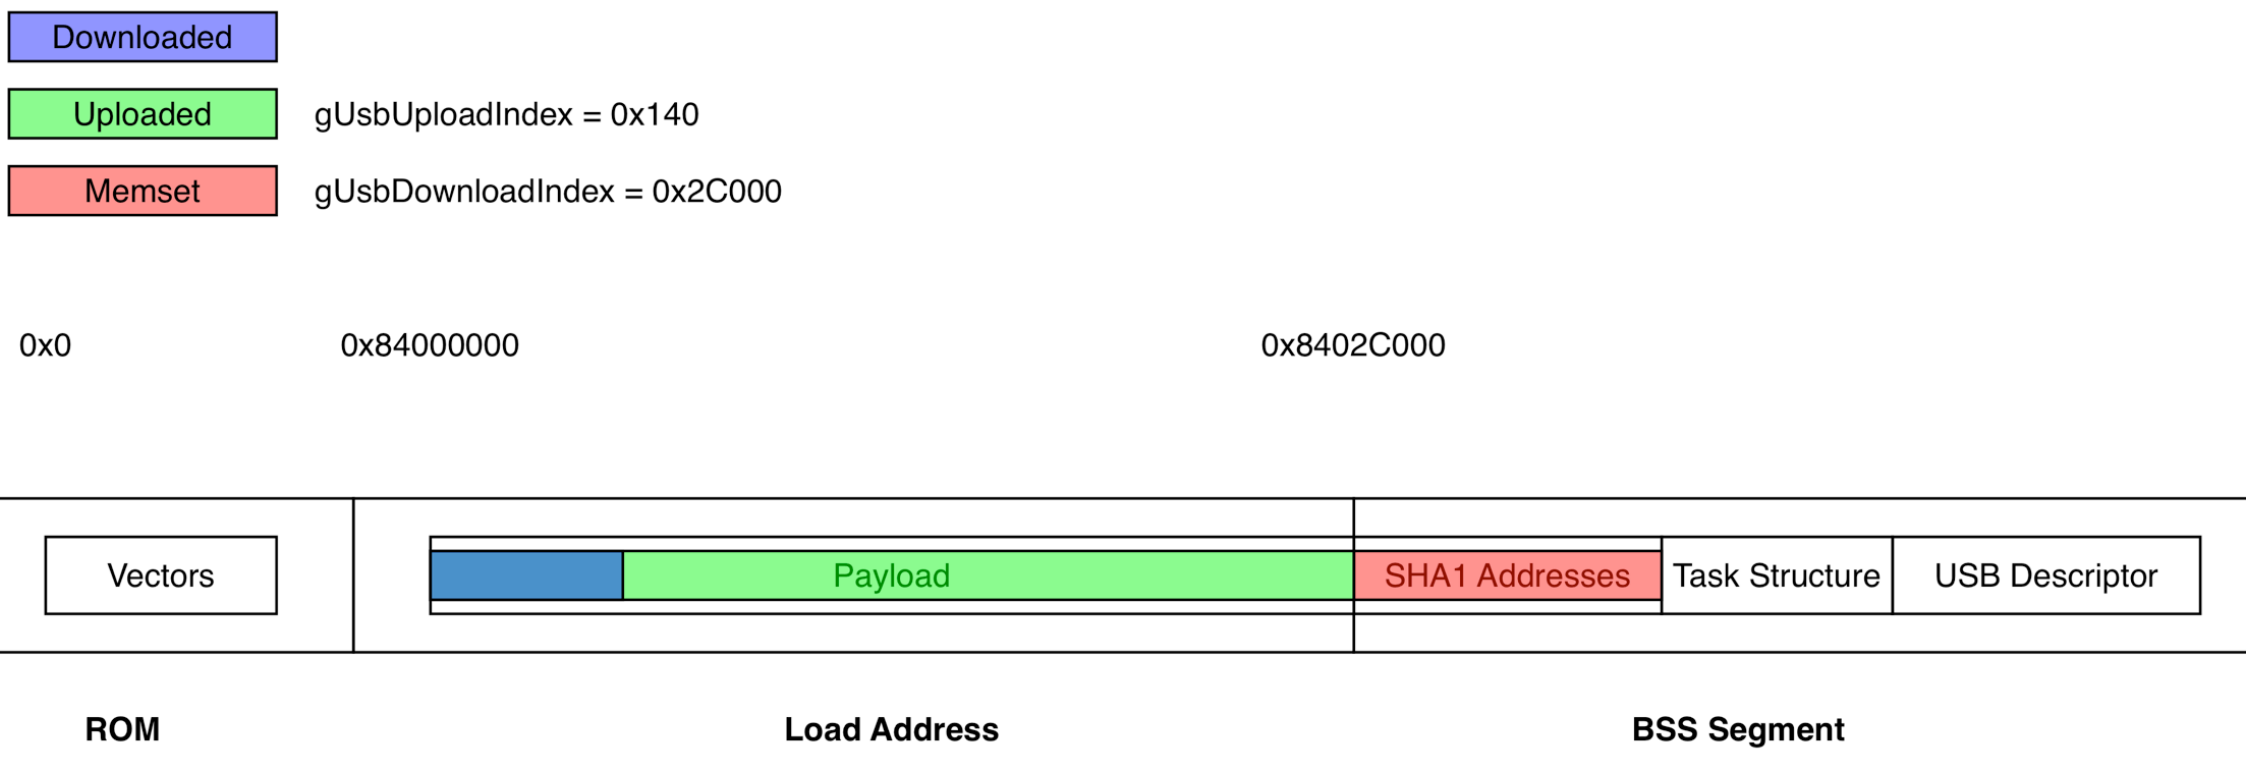 Downloaded
Uploaded gUsbUploadIndex = 0x140
Memset gUsbDownloadIndex = 0x2C000
0x0 0x84000000 0x8402C000
Vectors Payload SHA1 Addresses Task Structure USB Descriptor
ROM Load Address BSS Segment